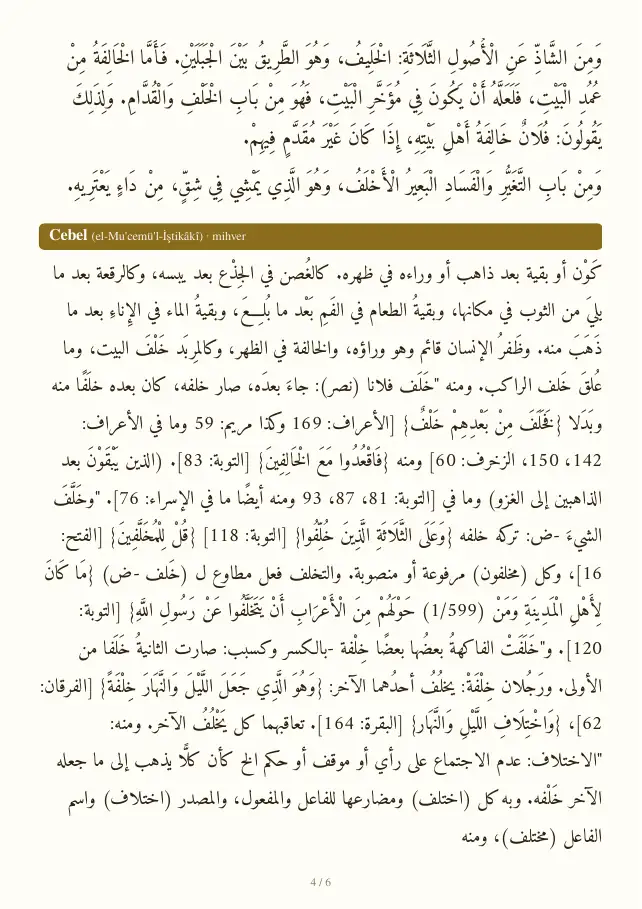 وَمِنَ الشَّاذِّ عَنِ الْأُصُولِ الثَّلَاثَةِ: الْخَلِيفُ، وَهُوَ الطَّرِيقُ بَيْنَ الْجَبَلَيْنِ. فَأَمَّا الْخَالِفَةُ مِنْ
عُمُدِ الْبَيْتِ، فَلَعَلَّهُ أَنْ يَكُونَ فِي مُؤَخَّرِ الْبَيْتِ، فَهُوَ مِنْ بَابِ الْخَلْفِ وَالْقُدَّامِ. وَلِذَلِكَ
يَقُولُونَ: فُلَانٌ خَالِفَةُ أَهْلِ بَيْتِهِ، إِذَا كَانَ غَيْرَ مُقَدَّمٍ فِيهِمْ.
وَمِنْ بَابِ التَّغَيُّرِ وَالْفَسَادِ الْبَعِيرُ الْأَخْلَفُ، وَهُوَ الَّذِي يَمْشِي فِي شِقٍّ، مِنْ دَاءٍ يَعْتَرِيهِ.
Cebel (el-Mu'cemü'l-İştikâkî) · mihver
كَوْن أو بقية بعد ذاهب أو وراءه في ظهره. كالغُصن في الجِذْع بعد يبسه، وكالرقعة بعد ما
بلِيَ من الثوب في مكانها، وبقيةُ الطعام في الفَمِ بَعْد ما بُلِـعَ، وبقيةُ الماء في الإناءِ بعد ما
ذَهَبَ منه. وظَفرُ الإنسان قائم وهو وراؤه، والخالفة في الظهر، وكالمِربَد خَلْفَ البيت، وما
عُلقَ خَلف الراكب. ومنه "خَلَف فلانا (نصر): جاءَ بعدَه، صار خلفه، كان بعده خلَفًا منه
وبَدَلا {فَخَلَفَ مِنْ بَعْدِهِمْ خَلْفٌ} [الأعراف: 169 وكذا مريم: 59 وما في الأعراف:
142، 150، الزخرف: 60] ومنه {فَاقْعُدُوا مَعَ الْخَالِفِينَ} [التوبة: 83]. (الذين يَبْقَوْنَ بعد
الذاهبين إلى الغزو) وما في [التوبة: 81، 87، 93 ومنه أيضًا ما في الإسراء: 76]. "وخَلَّفَ
الشيءَ -ض: تركه خلفه {وَعَلَى الثَّلَاثَةِ الَّذِينَ خُلِّفُوا} [التوبة: 118] {قُلْ لِلْمُخَلَّفِينَ} [الفتح:
16]، وكل (مخلفون) مرفوعة أو منصوبة. والتخلف فعل مطاوع ل (خلف -ض) {مَا كَانَ
لِأَهْلِ الْمَدِينَةِ وَمَنْ (1/599) حَوْلَهُمْ مِنَ الْأَعْرَابِ أَنْ يَتَخَلَّفُوا عَنْ رَسُولِ اللَّهِ} [التوبة:
120]. و"خَلَفَتْ الفاكهةُ بعضُها بعضًا خِلْفة -بالكسر وكسبب: صارت الثانيةُ خَلَفا من
الأولى. ورَجُلان خِلْفَةٌ: يخلُفُ أحدُهما الآخر: {وَهُوَ الَّذِي جَعَلَ اللَّيْلَ وَالنَّهَارَ خِلْفَةً} [الفرقان:
62]، {وَاخْتِلَافِ اللَّيْلِ وَالنَّهَارِ} [البقرة: 164]. تعاقبهما كل يَخْلُفُ الآخر. ومنه:
"الاختلاف: عدم الاجتماع على رأي أو موقف أو حكم الخ كأن كلًّا يذهب إلى ما جعله
الآخر خَلْفه. وبه كل (اختلف) ومضارعها للفاعل والمفعول، والمصدر (اختلاف) واسم
الفاعل (مختلف)، ومنه
4 / 6